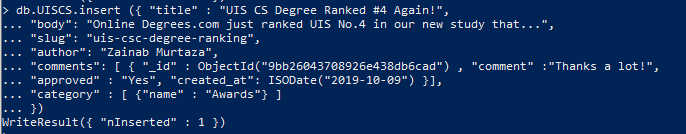 > db.UISCS.insert ({ "title" : "UIS CS Degree Ranked #4 Again!",
... "body": "Online Degrees.com just ranked UIS No.4 in our new study that...",
... "slug": "uis-csc-degree-ranking",
... "author": "Zainab Murtaza",
... "comments": [ { "_id" : ObjectId("9bb26043708926e438db6cad") , "comment" :"Thanks a lot!",
... "approved" : "Yes", "created_at": ISODate("2019-10-09") }],
... "category" : [ {"name" : "Awards"} ]
... })
WriteResult({ "nInserted" : 1 })